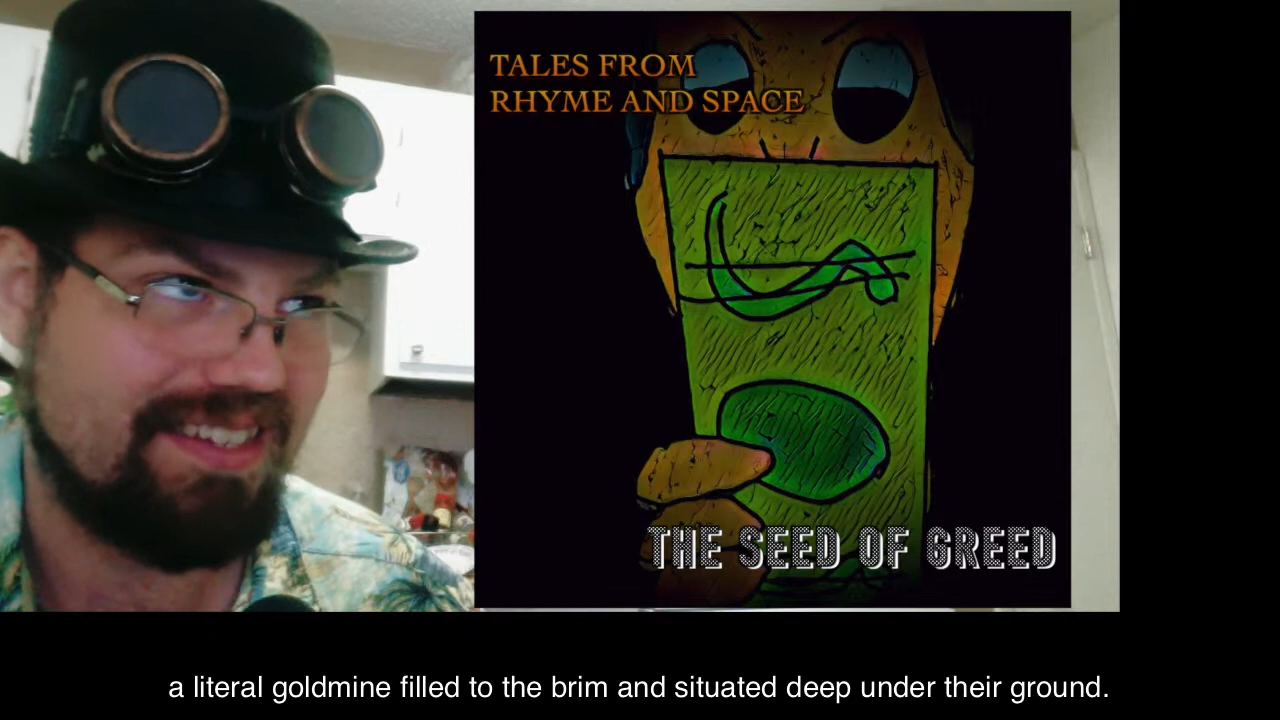 TALES FROM
RHYME AND SPACE
THE SEED OF GREED
a literal goldmine filled to the brim and situated deep under their ground.